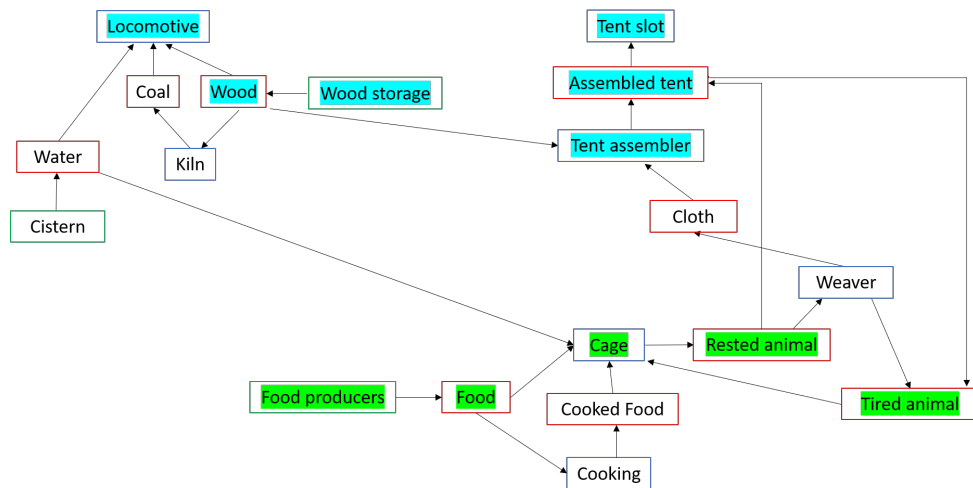 Locomotive
Tent slot
Coal
Wood
Wood storage
Assembled tent
Water
Kiln
Tent assembler
Cistern
Cloth
Weaver
Cage
Rested animal
Food producers
Food
Cooked Food
Tired animal
Cooking